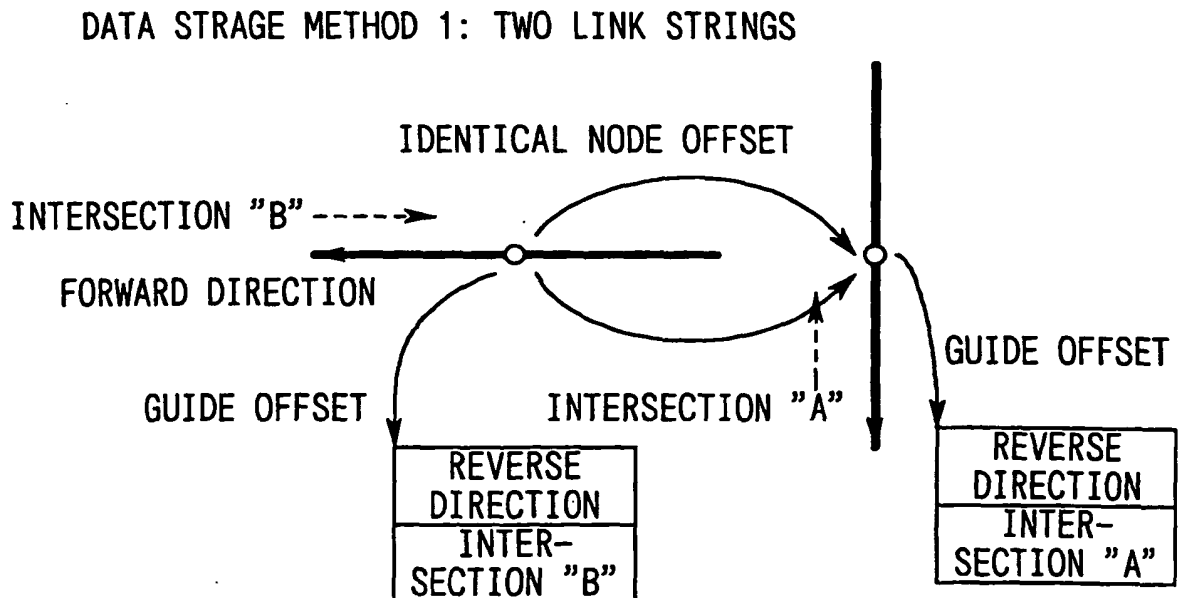 DATA STRAGE METHOD 1: TWO LINK STRINGS
IDENTICAL NODE OFFSET
INTERSECTION "B"
FORWARD DIRECTION
GUIDE OFFSET
GUIDE OFFSET
INTERSECTION "A"
REVERSE
DIRECTION
INTER-
SECTION "B"
REVERSE
DIRECTION
INTER-
SECTION "A"